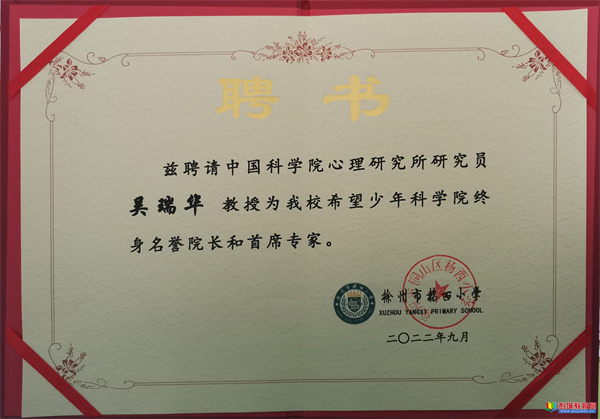 聘书
兹聘请中国科学院心理研究所研究员
吴瑞华 教授为我校希望少年科学院终
身名誉院长和首席专家。
徐州市杨西小学
XUZHOU YANGXI PRIMARY SCHOOL
二〇二二年九月